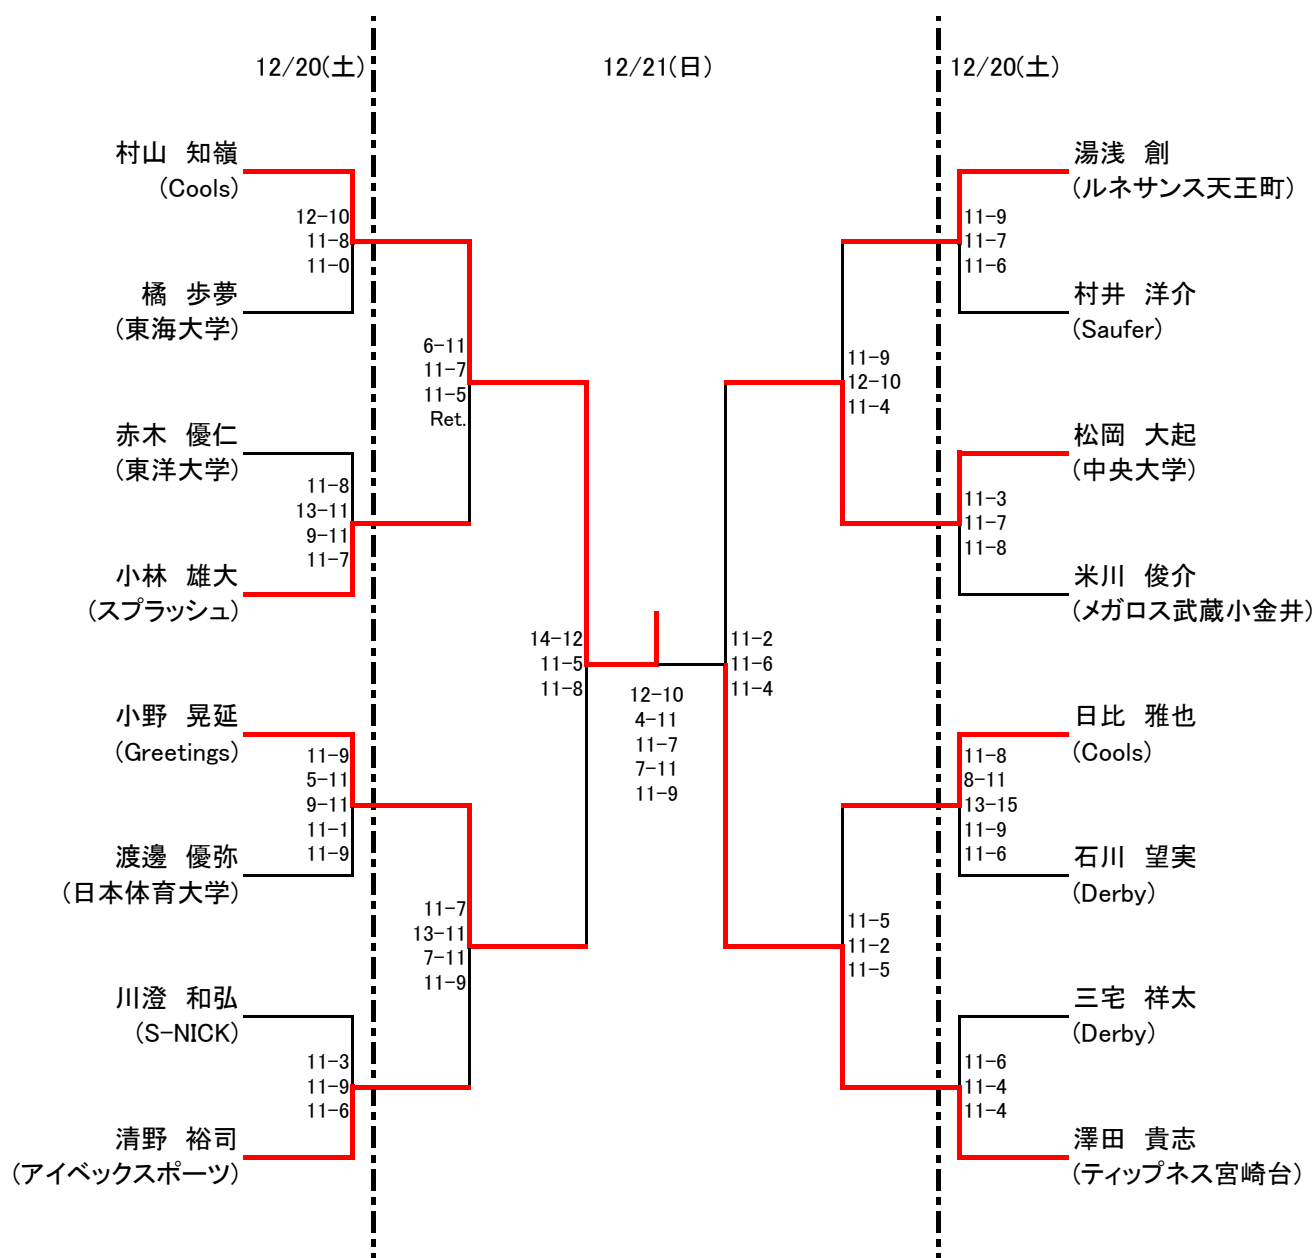 12/20(土)
12/21(日)
12/20(土)
村山　知嶺
(Cools)
12-10
11-8
11-0
橘　歩夢
(東海大学)
6-11
11-7
11-5
Ret.
赤木　優仁
(東洋大学)
11-8
13-11
9-11
11-7
小林　雄大
(スプラッシュ)
14-12
11-5
11-8
小野　晃延
(Greetings)
11-9
5-11
9-11
11-1
11-9
渡邊　優弥
(日本体育大学)
11-7
13-11
7-11
11-9
川澄　和弘
(S-NICK)
11-3
11-9
11-6
清野　裕司
(アイベックスポーツ)
12-10
4-11
11-7
7-11
11-9
湯浅　創
(ルネサンス天王町)
11-9
11-7
11-6
村井　洋介
(Saufer)
11-9
12-10
11-4
松岡　大起
(中央大学)
11-3
11-7
11-8
米川　俊介
(メガロス武蔵小金井)
11-2
11-6
11-4
日比　雅也
(Cools)
11-8
8-11
13-15
11-9
11-6
石川　望実
(Derby)
11-5
11-2
11-5
三宅　祥太
(Derby)
11-6
11-4
11-4
澤田　貴志
(ティップネス宮崎台)